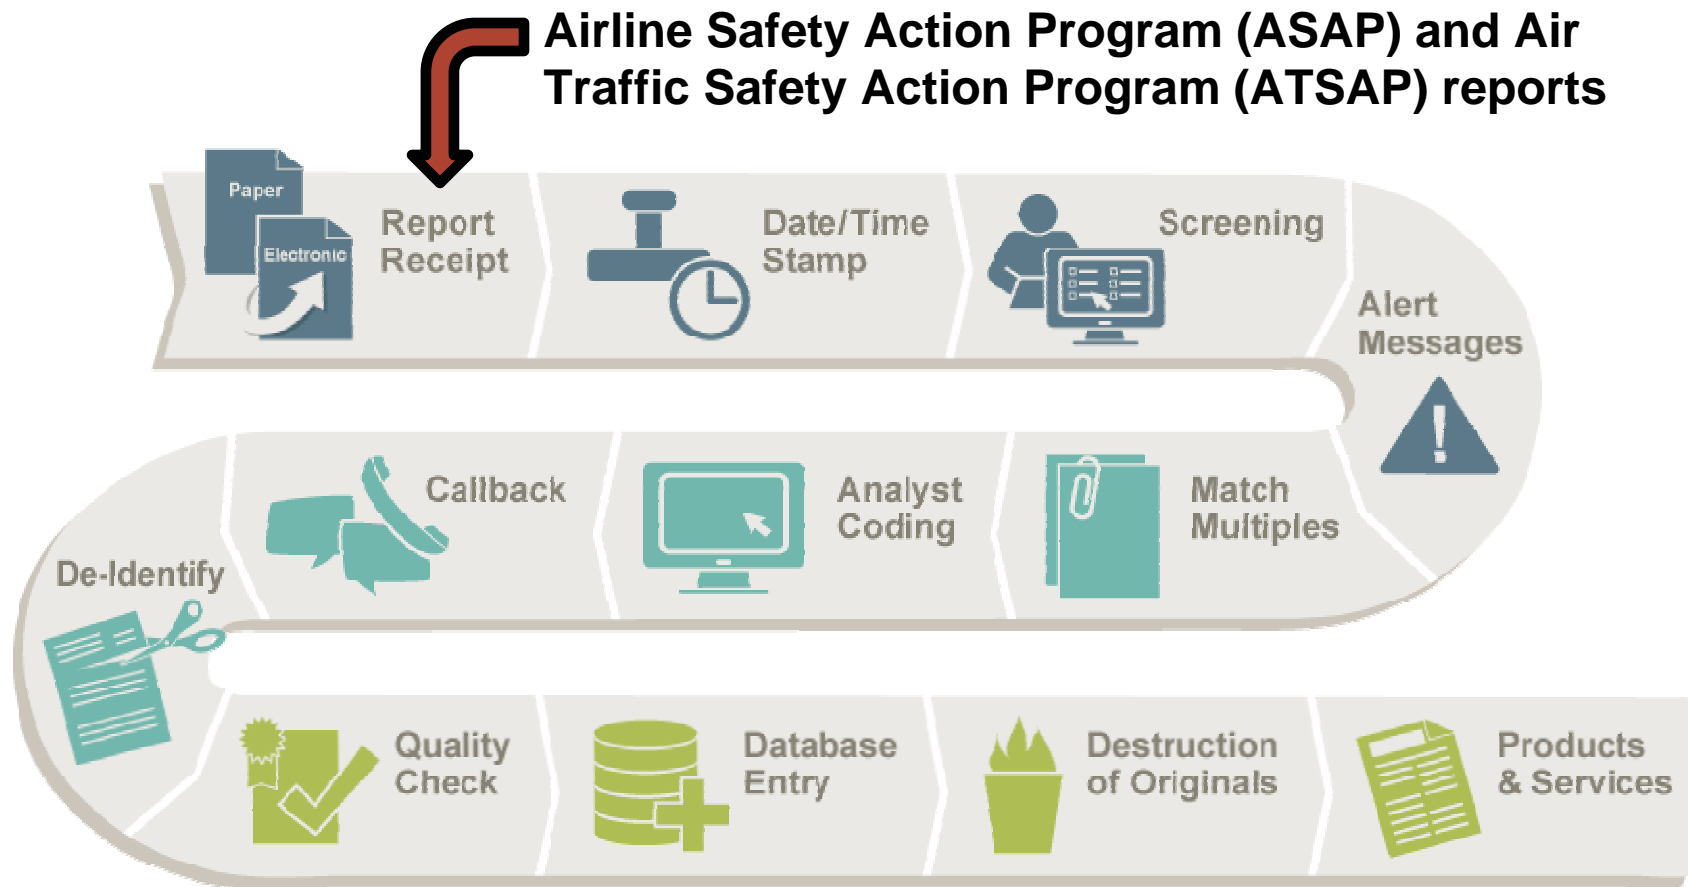 Airline Safety Action Program (ASAP) and Air
Traffic Safety Action Program (ATSAP) reports
Paper
Electronic
Report
Receipt
Date/Time
Stamp
Screening
Alert
Messages
Match
Multiples
Analyst
Coding
Callback
De-Identify
Quality
Check
Database
Entry
Destruction
of Originals
Products
& Services